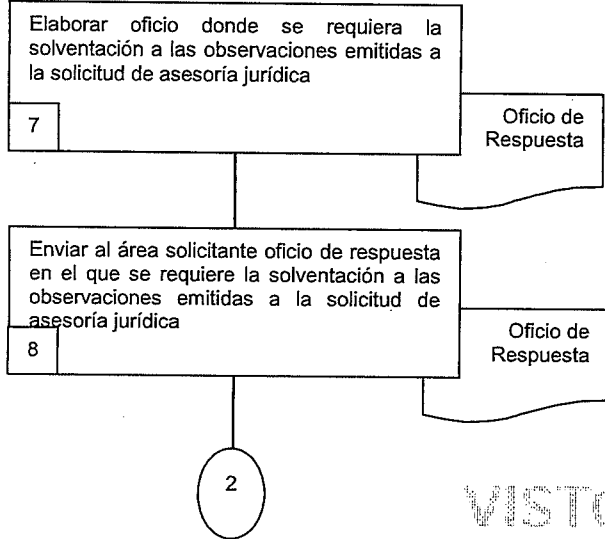 Elaborar oficio donde se requiera la
solventación a las observaciones emitidas a
la solicitud de asesoría jurídica
7
Oficio de
Respuesta
Enviar al área solicitante oficio de respuesta
en el que se requiere la solventación a las
observaciones emitidas a la solicitud de
asesoría jurídica
8
Oficio de
Respuesta
2